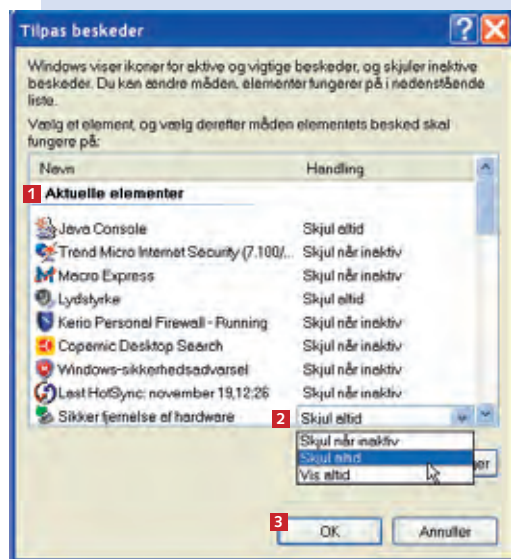 Tilpas beskeder
Windows viser ikoner for aktive og vigtige beskeder, og skjuler inaktive
beskeder. Du kan ændre måden, elementer fungerer på i nedenstående
liste.
Vælg et element, og vælg derefter måden elementets besked skal
fungere på:
Navn Handling
1 Aktuelle elementer
Java Console Skjul altid
Trend Micro Internet Security (7.100/... Skjul når inaktiv
Macro Express Skjul når inaktiv
Lydstyrke Skjul altid
Kerio Personal Firewall - Running Skjul når inaktiv
Copernic Desktop Search Skjul når inaktiv
Windows-sikkerhedsadvarsel Skjul når inaktiv
Last HotSync: november 19,12:26 Skjul når inaktiv
Sikker fjernelse af hardware 2 Skjul altid
Skjul når inaktiv
Skjul altid
Vis altid
3 OK Annuller